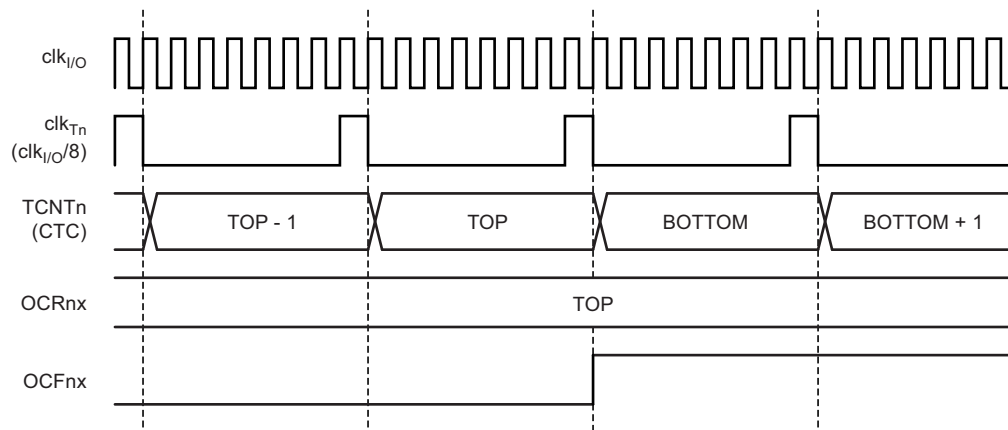 clkI/O
clkTn
(clkI/O/8)
TCNTn
(CTC)
TOP - 1
TOP
BOTTOM
BOTTOM + 1
OCRnx
TOP
OCFnx